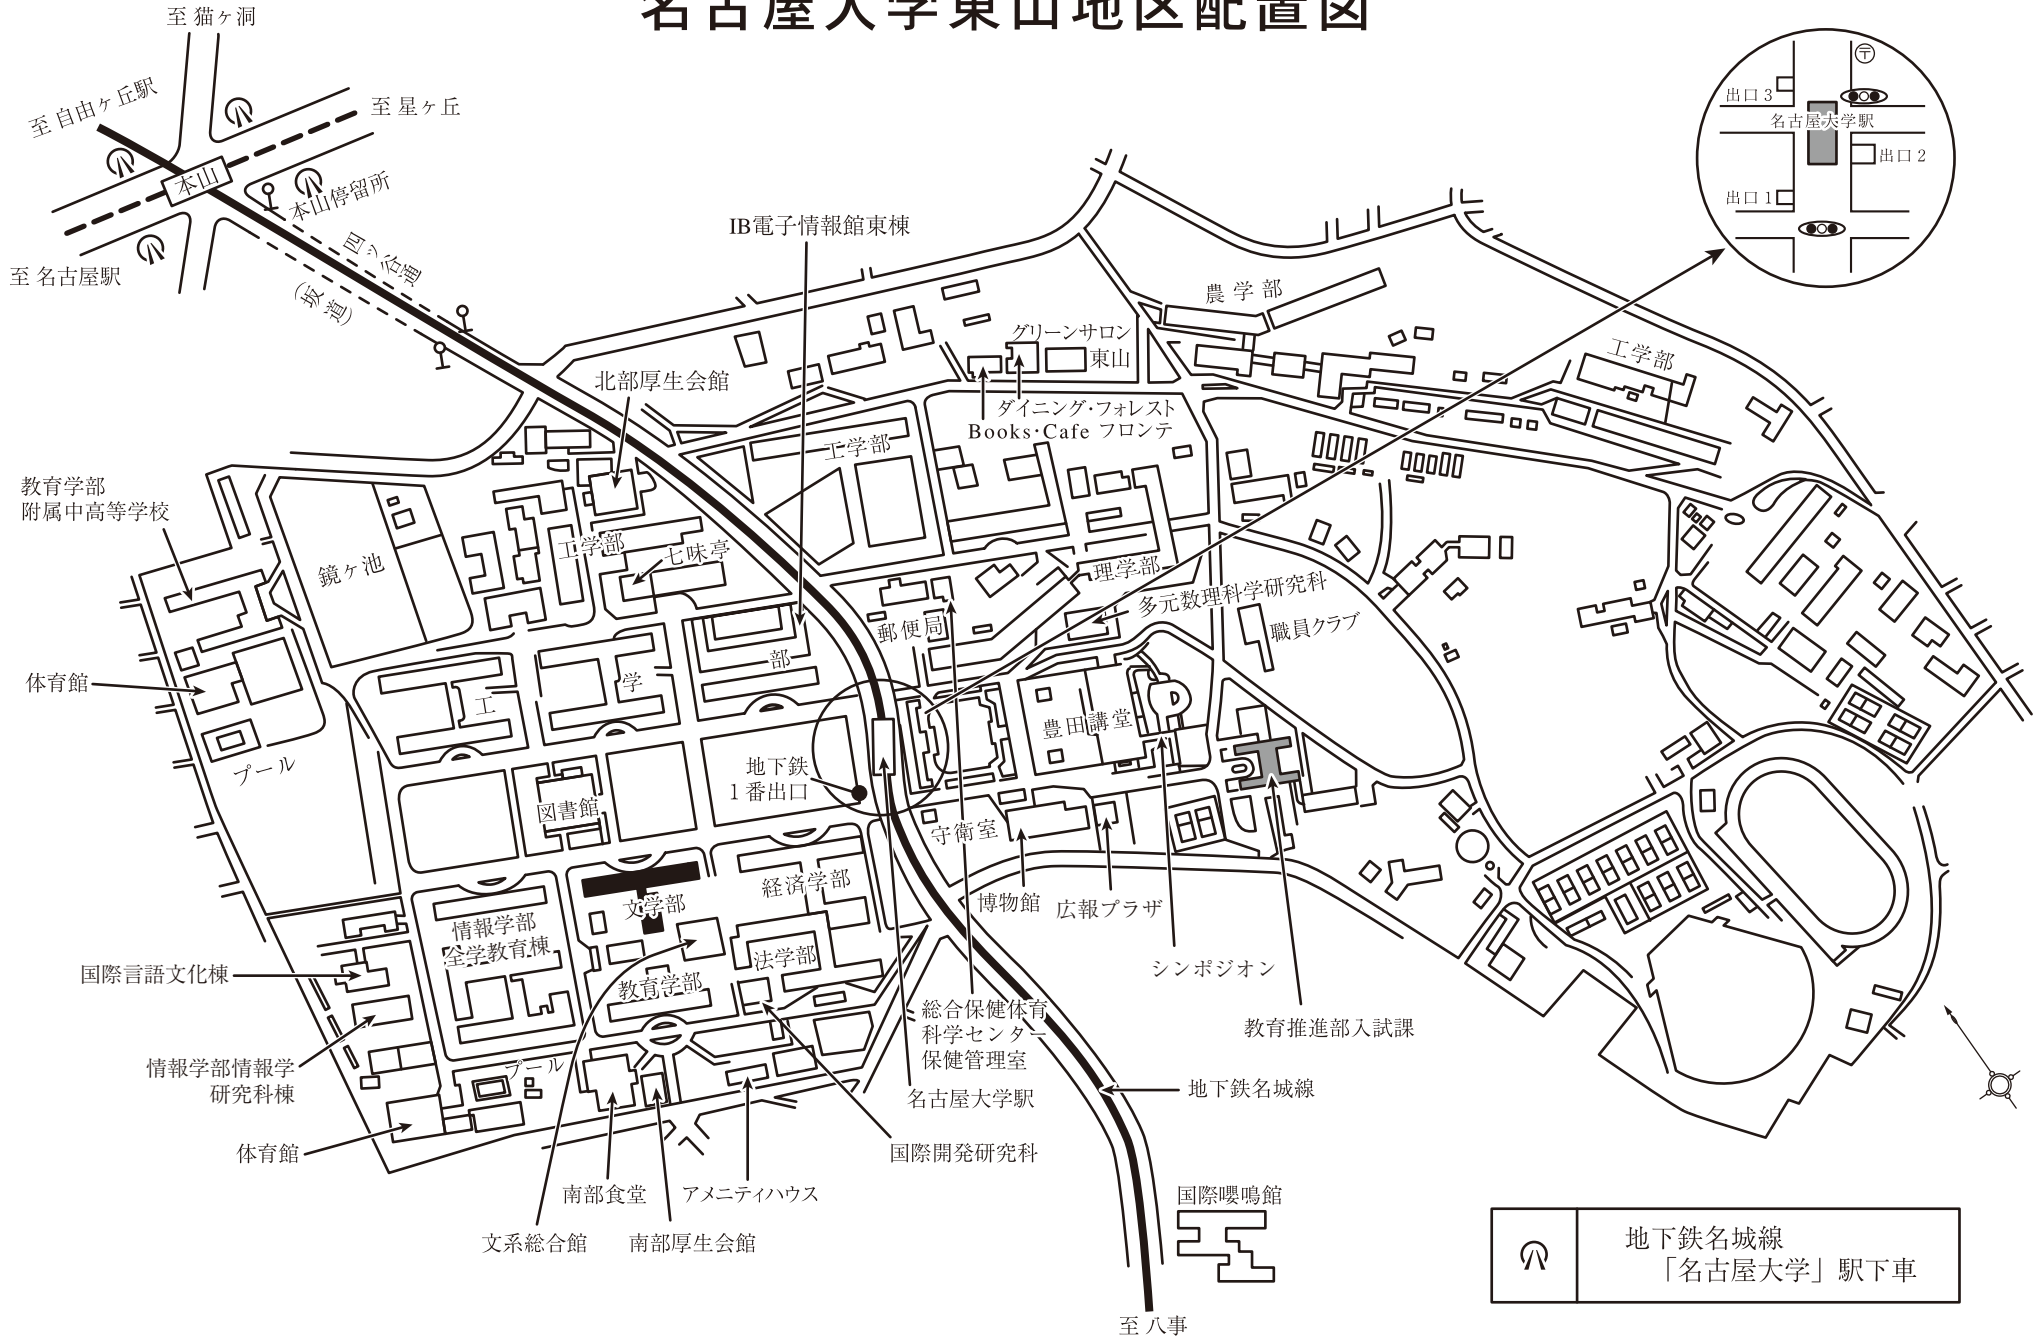 名古屋大学東山地区配置図
至 猫ヶ洞
至 自由ヶ丘駅
至 星ヶ丘
本山
本山停留所
至 名古屋駅
四ッ谷通
(坂道)
出口 3
名古屋大学駅
出口 2
出口 1
IB電子情報館東棟
農 学 部
グリーンサロン
東山
工学部
北部厚生会館
ダイニング・フォレスト
Books・Cafe フロンテ
工学部
教育学部
附属中高等学校
鏡ヶ池
工学部
七味亭
理学部
多元数理科学研究科
郵便局
職員クラブ
体育館
工
学
部
豊田講堂
プール
地下鉄
1 番出口
図書館
守衛室
経済学部
文学部
博物館
広報プラザ
情報学部
全学教育棟
法学部
シンポジオン
国際言語文化棟
教育学部
総合保健体育
科学センター
保健管理室
教育推進部入試課
情報学部情報学
研究科棟
プール
名古屋大学駅
地下鉄名城線
体育館
国際開発研究科
南部食堂
アメニティハウス
文系総合館
南部厚生会館
国際嚶鳴館
地下鉄名城線
「名古屋大学」駅下車
至 八事